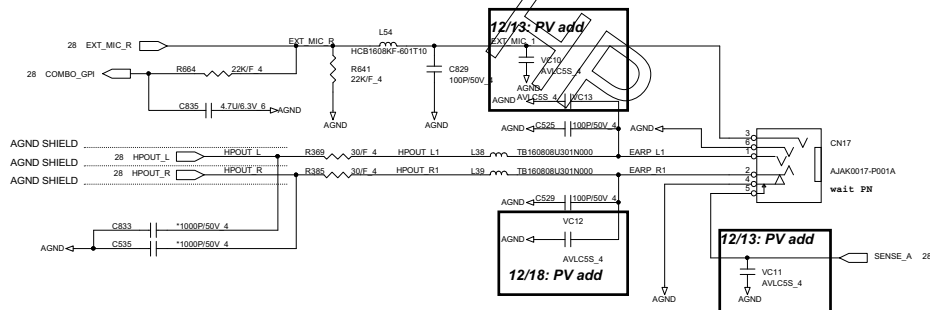 12/13: PV add
L54
28 EXT_MIC_R
EXT_MIC_R
EXT_MIC_1
HCB1608KF-601T10
VC10
AVLC5S_4
28 COMBO_GPI
R664
22K/F_4
R641
22K/F_4
C829
100P/50V_4
AGND
AGND
AVLC5S_4
VC13
C835
4.7U/6.3V_6
AGND
AGND
AGND
AGND
C525
100P/50V_4
AGND
3
6
1
2
4
5
CN17
AJAK0017-P001A
wait PN
AGND SHIELD
AGND SHIELD
AGND SHIELD
28 HPOUT_L
HPOUT_L
R369
30/F_4
HPOUT_L1
L38
TB160808U301N000
EARP_L1
28 HPOUT_R
HPOUT_R
R385
30/F_4
HPOUT_R1
L39
TB160808U301N000
EARP_R1
AGND
C529
100P/50V_4
VC12
AGND
AVLC5S_4
12/18: PV add
C833
*1000P/50V_4
AGND
C535
*1000P/50V_4
12/13: PV add
SENSE_A 28
VC11
AVLC5S_4
AGND
AGND